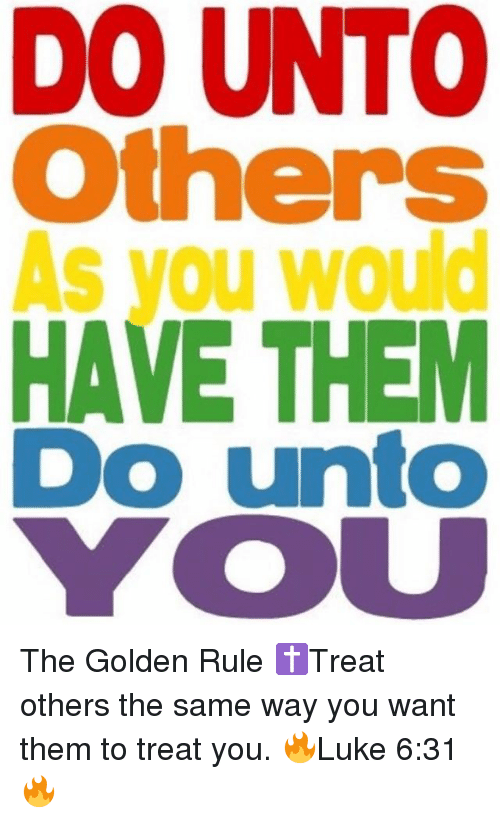 DO UNTO
Others
As you would
HAVE THEM
Do unto
YOU
The Golden Rule ✝️Treat
others the same way you want
them to treat you. 🔥Luke 6:31
🔥